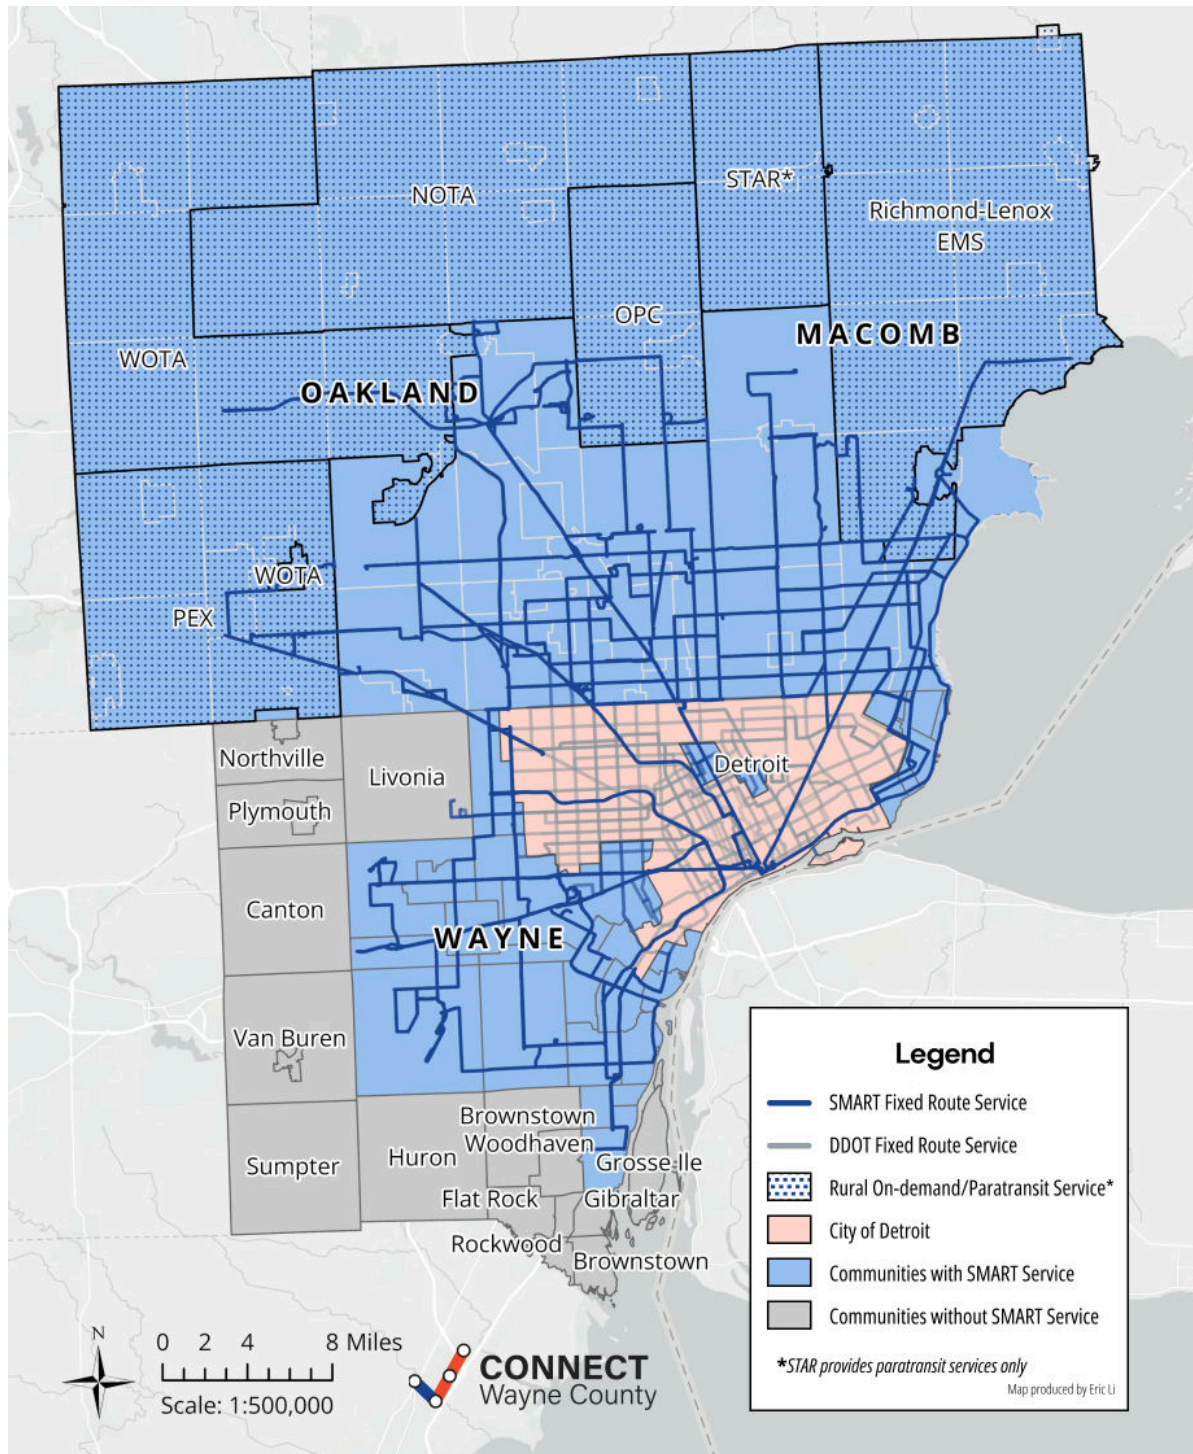 NOTA
STAR*
Richmond-Lenox
EMS
OPC
MACOMB
WOTA
OAKLAND
WOTA
PEX
Northville
Livonia
Detroit
Plymouth
Canton
WAYNE
Van Buren
Brownstown
Woodhaven
Huron
Sumpter
Grosse Ile
Flat Rock
Gibraltar
Rockwood
Brownstown
Legend
SMART Fixed Route Service
DDOT Fixed Route Service
Rural On-demand/Paratransit Service*
City of Detroit
Communities with SMART Service
Communities without SMART Service
*STAR provides paratransit services only
Map produced by Eric Li
N
0 2 4 8 Miles
Scale: 1:500,000
CONNECT
Wayne County